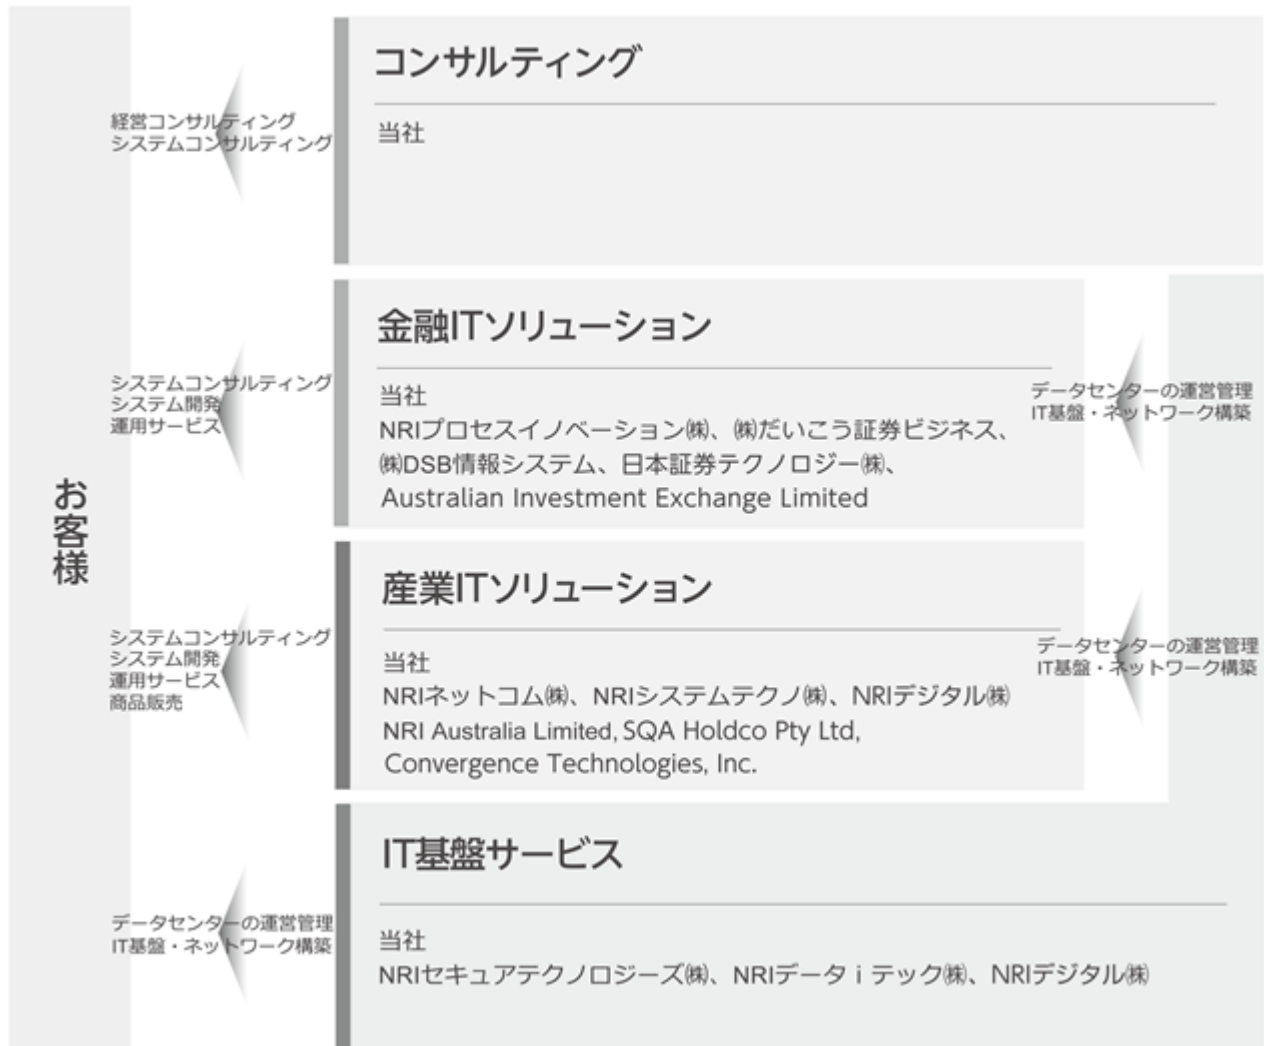 お客様
経営コンサルティング
システムコンサルティング
コンサルティング
当社
システムコンサルティング
システム開発
運用サービス
金融ITソリューション
当社
NRIプロセスイノベーション㈱、㈱だいこう証券ビジネス、
㈱DSB情報システム、日本証券テクノロジー㈱、
Australian Investment Exchange Limited
データセンターの運営管理
IT基盤・ネットワーク構築
システムコンサルティング
システム開発
運用サービス
商品販売
産業ITソリューション
当社
NRIネットコム㈱、NRIシステムテクノ㈱、NRIデジタル㈱
NRI Australia Limited, SQA Holdco Pty Ltd,
Convergence Technologies, Inc.
データセンターの運営管理
IT基盤・ネットワーク構築
データセンターの運営管理
IT基盤・ネットワーク構築
IT基盤サービス
当社
NRIセキュアテクノロジーズ㈱、NRIデータ i テック㈱、NRIデジタル㈱